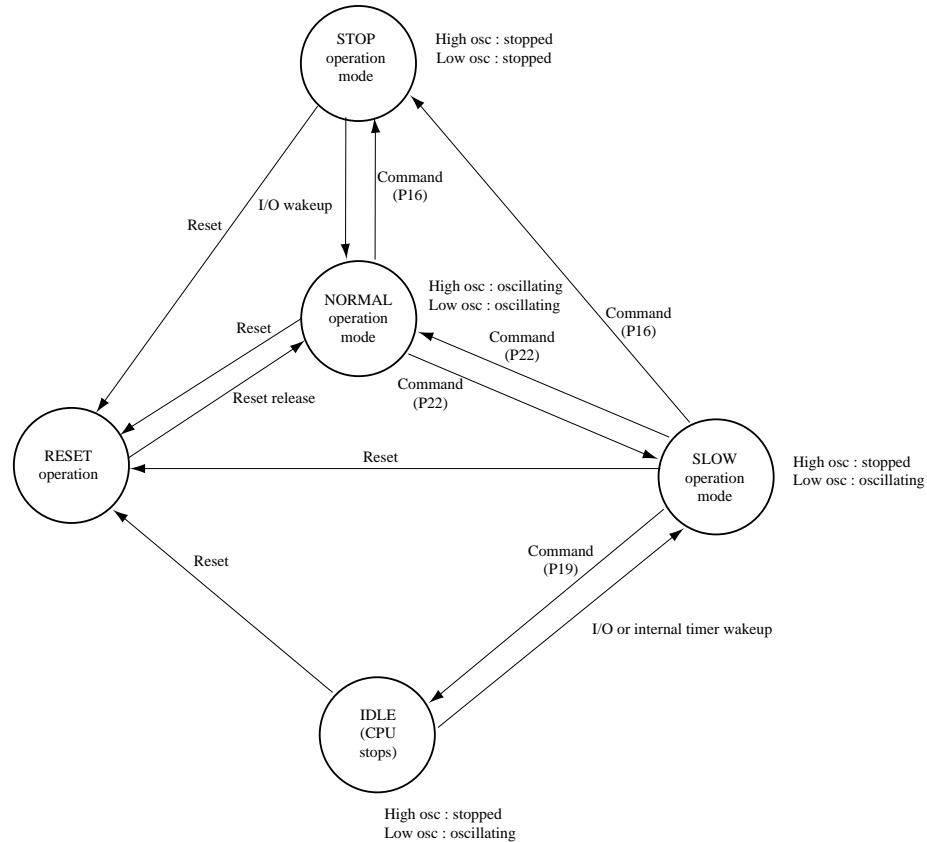 STOP
operation
mode
High osc : stopped
Low osc : stopped
Command
(P16)
I/O wakeup
Reset
NORMAL
operation
mode
High osc : oscillating
Low osc : oscillating
Command
(P16)
Reset
Command
(P22)
Command
(P22)
Reset release
RESET
operation
Reset
SLOW
operation
mode
High osc : stopped
Low osc : oscillating
Command
(P19)
Reset
I/O or internal timer wakeup
IDLE
(CPU
stops)
High osc : stopped
Low osc : oscillating